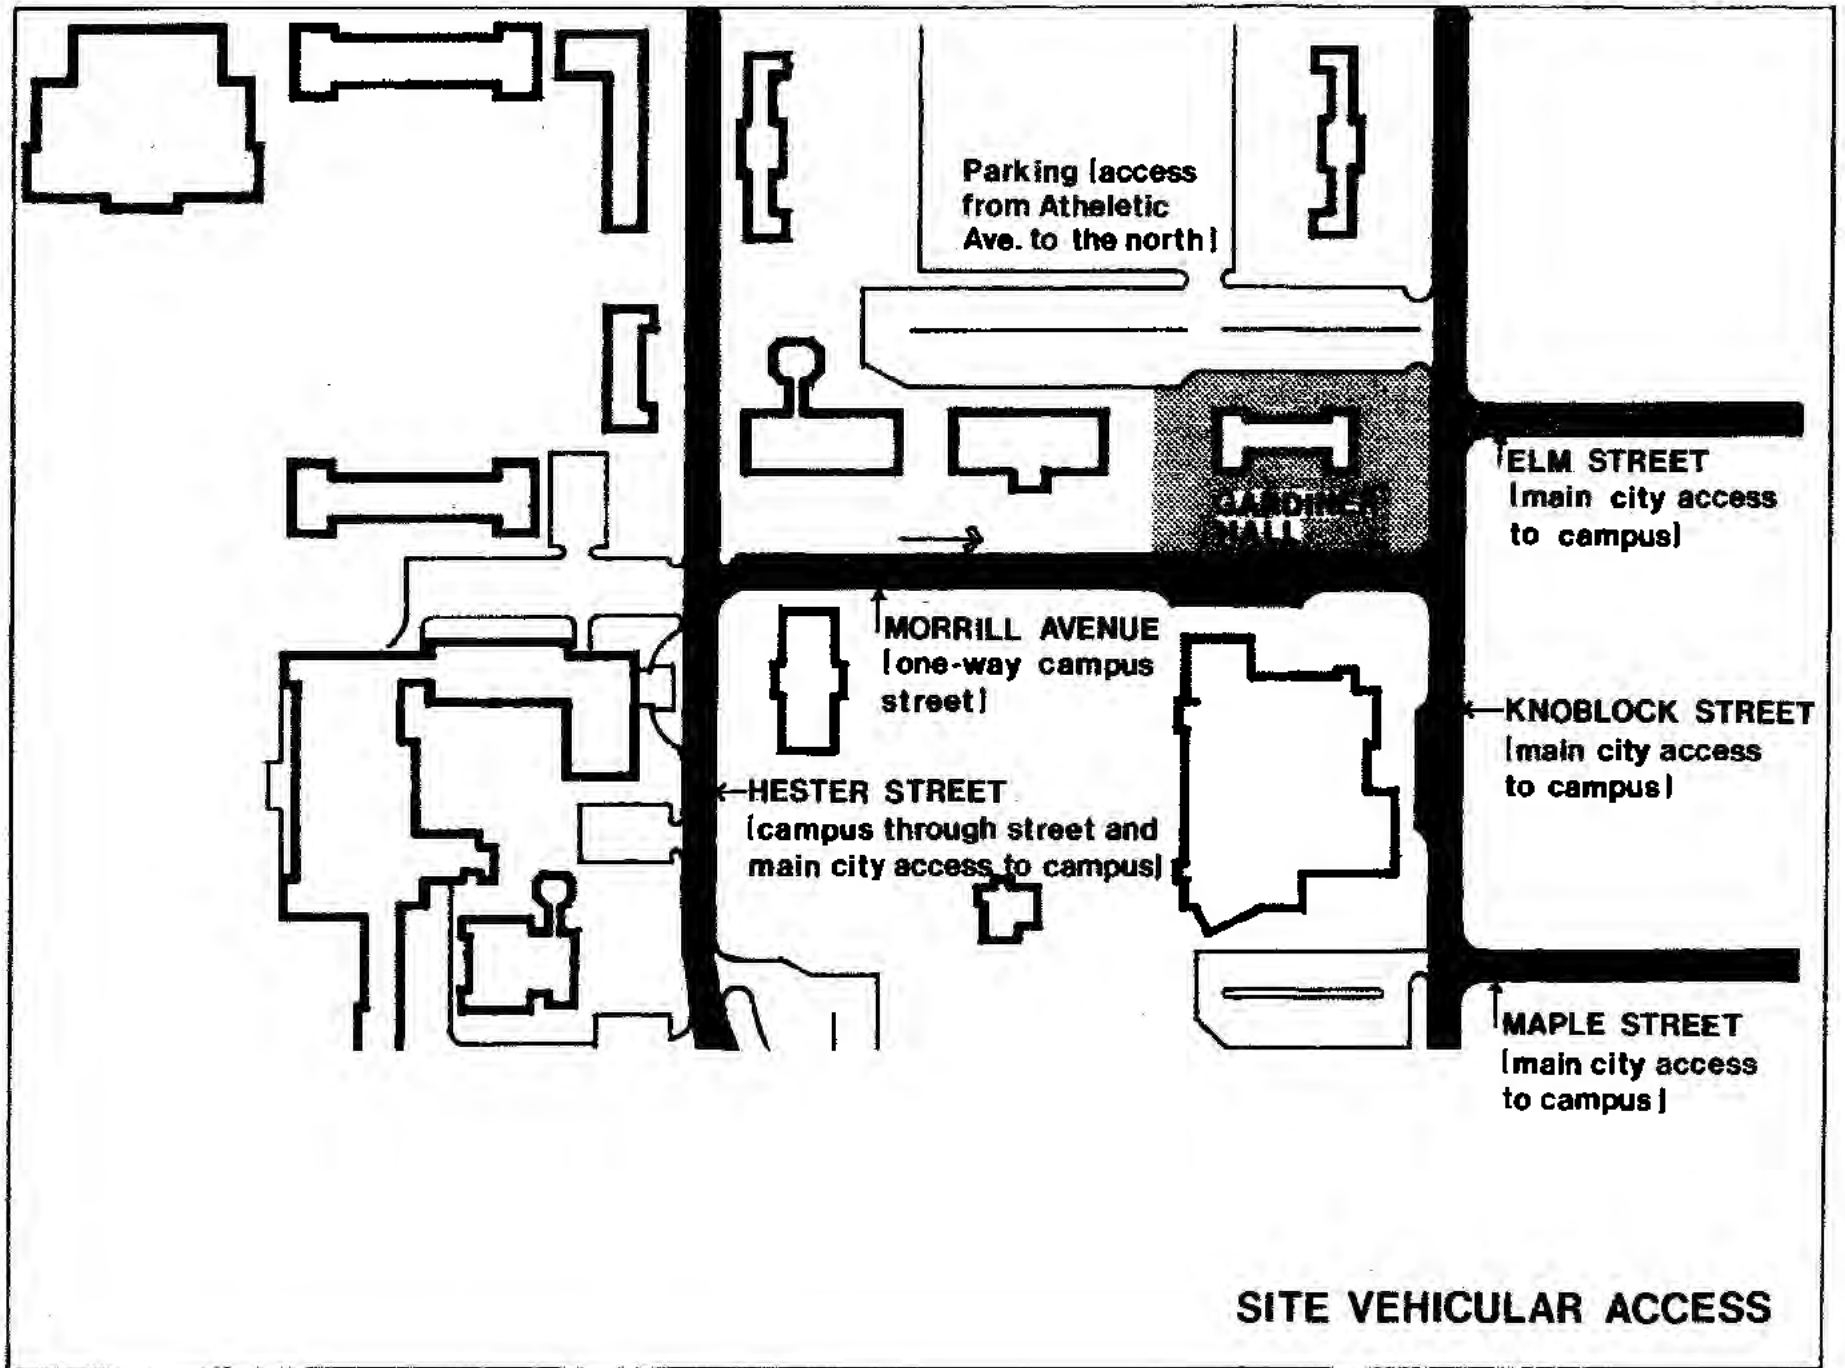 Parking [access
from Atheletic
Ave. to the north]
ELM STREET
[main city access
to campus]
GARDINER
HALL
MORRILL AVENUE
[one-way campus
street]
KNOBLOCK STREET
[main city access
to campus]
HESTER STREET
[campus through street and
main city access to campus]
MAPLE STREET
[main city access
to campus]
SITE VEHICULAR ACCESS